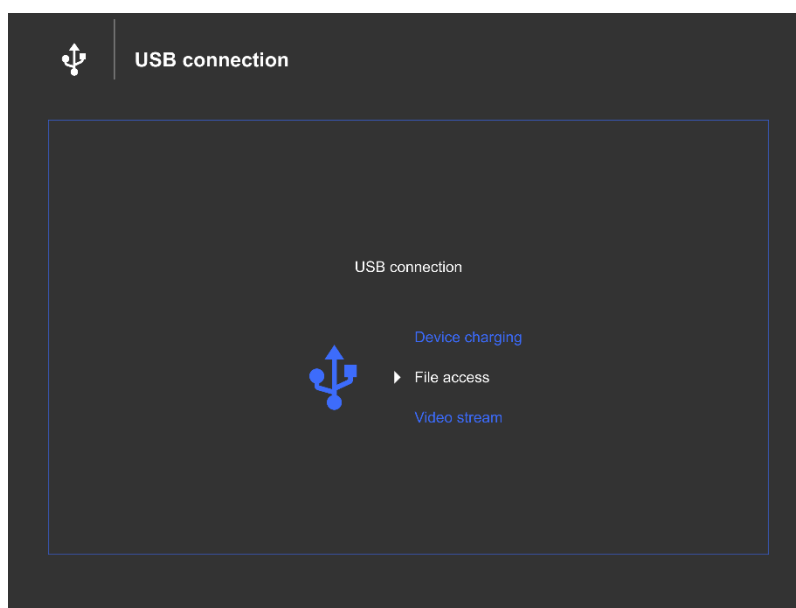 USB connection
USB connection
Device charging
File access
Video stream